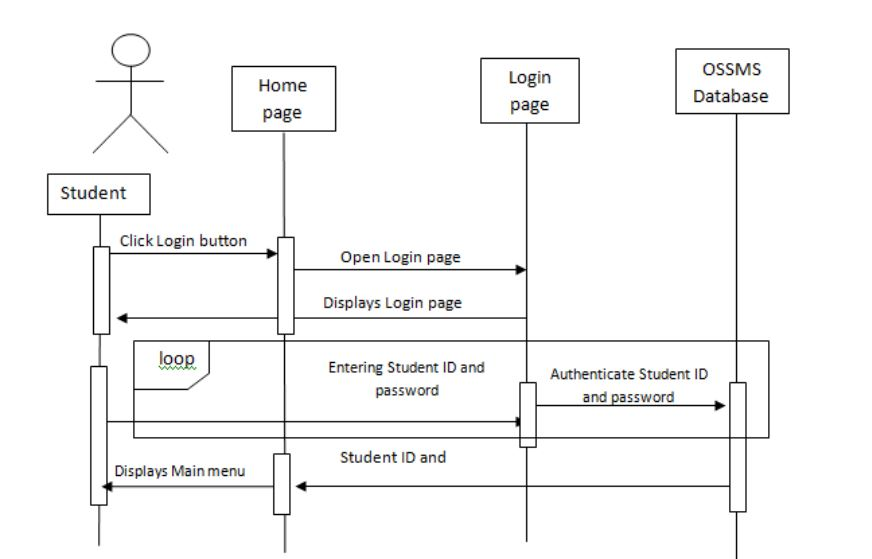 Home
page
Login
page
OSSMS
Database
Student
Click Login button
Open Login page
Displays Login page
loop
Entering Student ID and
password
Authenticate Student ID
and password
Student ID and
Displays Main menu